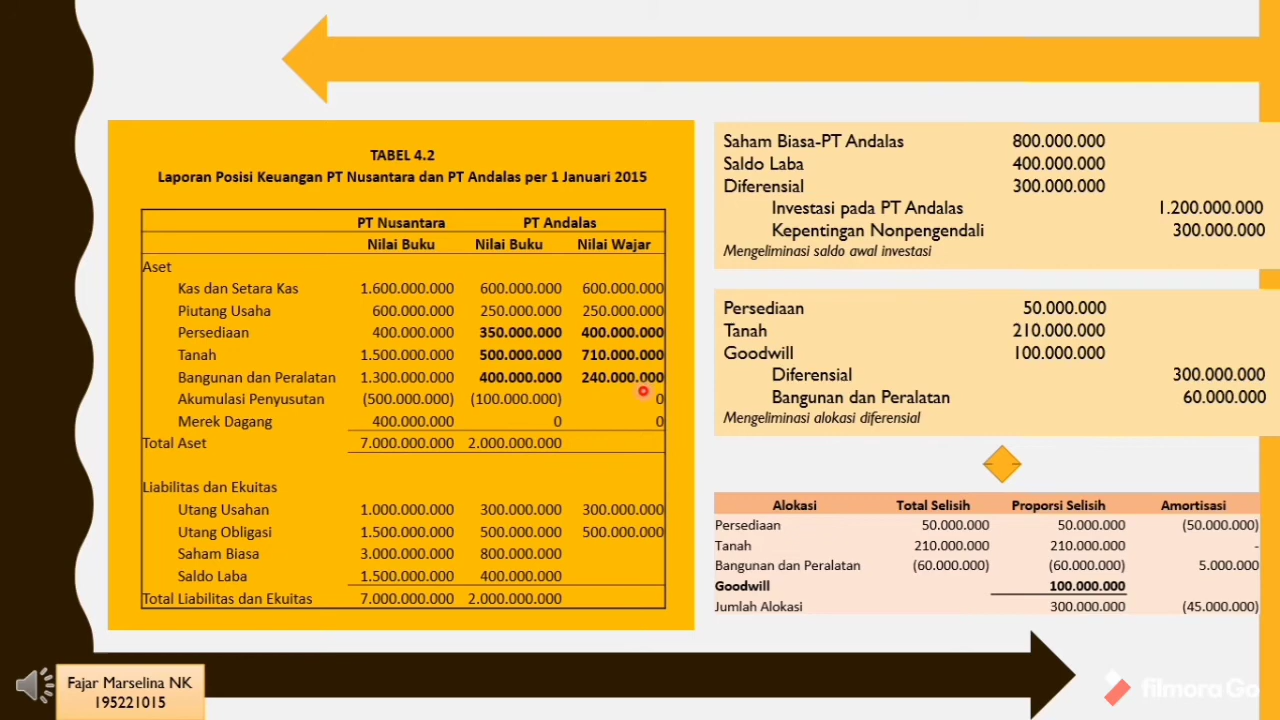 TABEL 4.2
Laporan Posisi Keuangan PT Nusantara dan PT Andalas per 1 Januari 2015
PT Nusantara PT Andalas
Nilai Buku Nilai Buku Nilai Wajar
Aset
Kas dan Setara Kas 1.600.000.000 600.000.000 600.000.000
Piutang Usaha 600.000.000 250.000.000 250.000.000
Persediaan 400.000.000 350.000.000 400.000.000
Tanah 1.500.000.000 500.000.000 710.000.000
Bangunan dan Peralatan 1.300.000.000 400.000.000 240.000.000
Akumulasi Penyusutan (500.000.000) (100.000.000) 0
Merek Dagang 400.000.000 0 0
Total Aset 7.000.000.000 2.000.000.000
Liabilitas dan Ekuitas
Utang Usahan 1.000.000.000 300.000.000 300.000.000
Utang Obligasi 1.500.000.000 500.000.000 500.000.000
Saham Biasa 3.000.000.000 800.000.000
Saldo Laba 1.500.000.000 400.000.000
Total Liabilitas dan Ekuitas 7.000.000.000 2.000.000.000
Saham Biasa-PT Andalas 800.000.000
Saldo Laba 400.000.000
Diferensial 300.000.000
Investasi pada PT Andalas 1.200.000.000
Kepentingan Nonpengendali 300.000.000
Mengeliminasi saldo awal investasi
Persediaan 50.000.000
Tanah 210.000.000
Goodwill 100.000.000
Diferensial 300.000.000
Bangunan dan Peralatan 60.000.000
Mengeliminasi alokasi diferensial
Alokasi Total Selisih Proporsi Selisih Amortisasi
Persediaan 50.000.000 50.000.000 (50.000.000)
Tanah 210.000.000 210.000.000 -
Bangunan dan Peralatan (60.000.000) (60.000.000) 5.000.000
Goodwill 100.000.000
Jumlah Alokasi 300.000.000 (45.000.000)
Fajar Marselina NK
195221015
filmoraGo